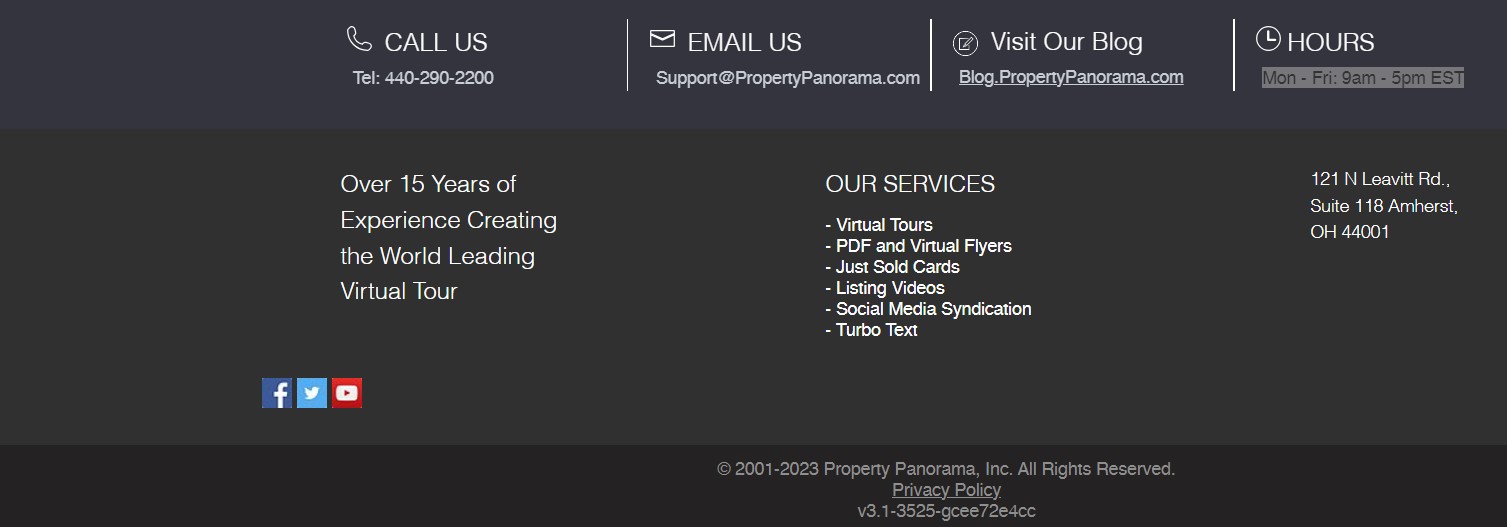 CALL US
Tel: 440-290-2200
EMAIL US
Support@PropertyPanorama.com
Visit Our Blog
Blog.PropertyPanorama.com
HOURS
Mon - Fri: 9am - 5pm EST
Over 15 Years of
Experience Creating
the World Leading
Virtual Tour
OUR SERVICES
- Virtual Tours
- PDF and Virtual Flyers
- Just Sold Cards
- Listing Videos
- Social Media Syndication
- Turbo Text
121 N Leavitt Rd.,
Suite 118 Amherst,
OH 44001
© 2001-2023 Property Panorama, Inc. All Rights Reserved.
Privacy Policy
v3.1-3525-gcee72e4cc